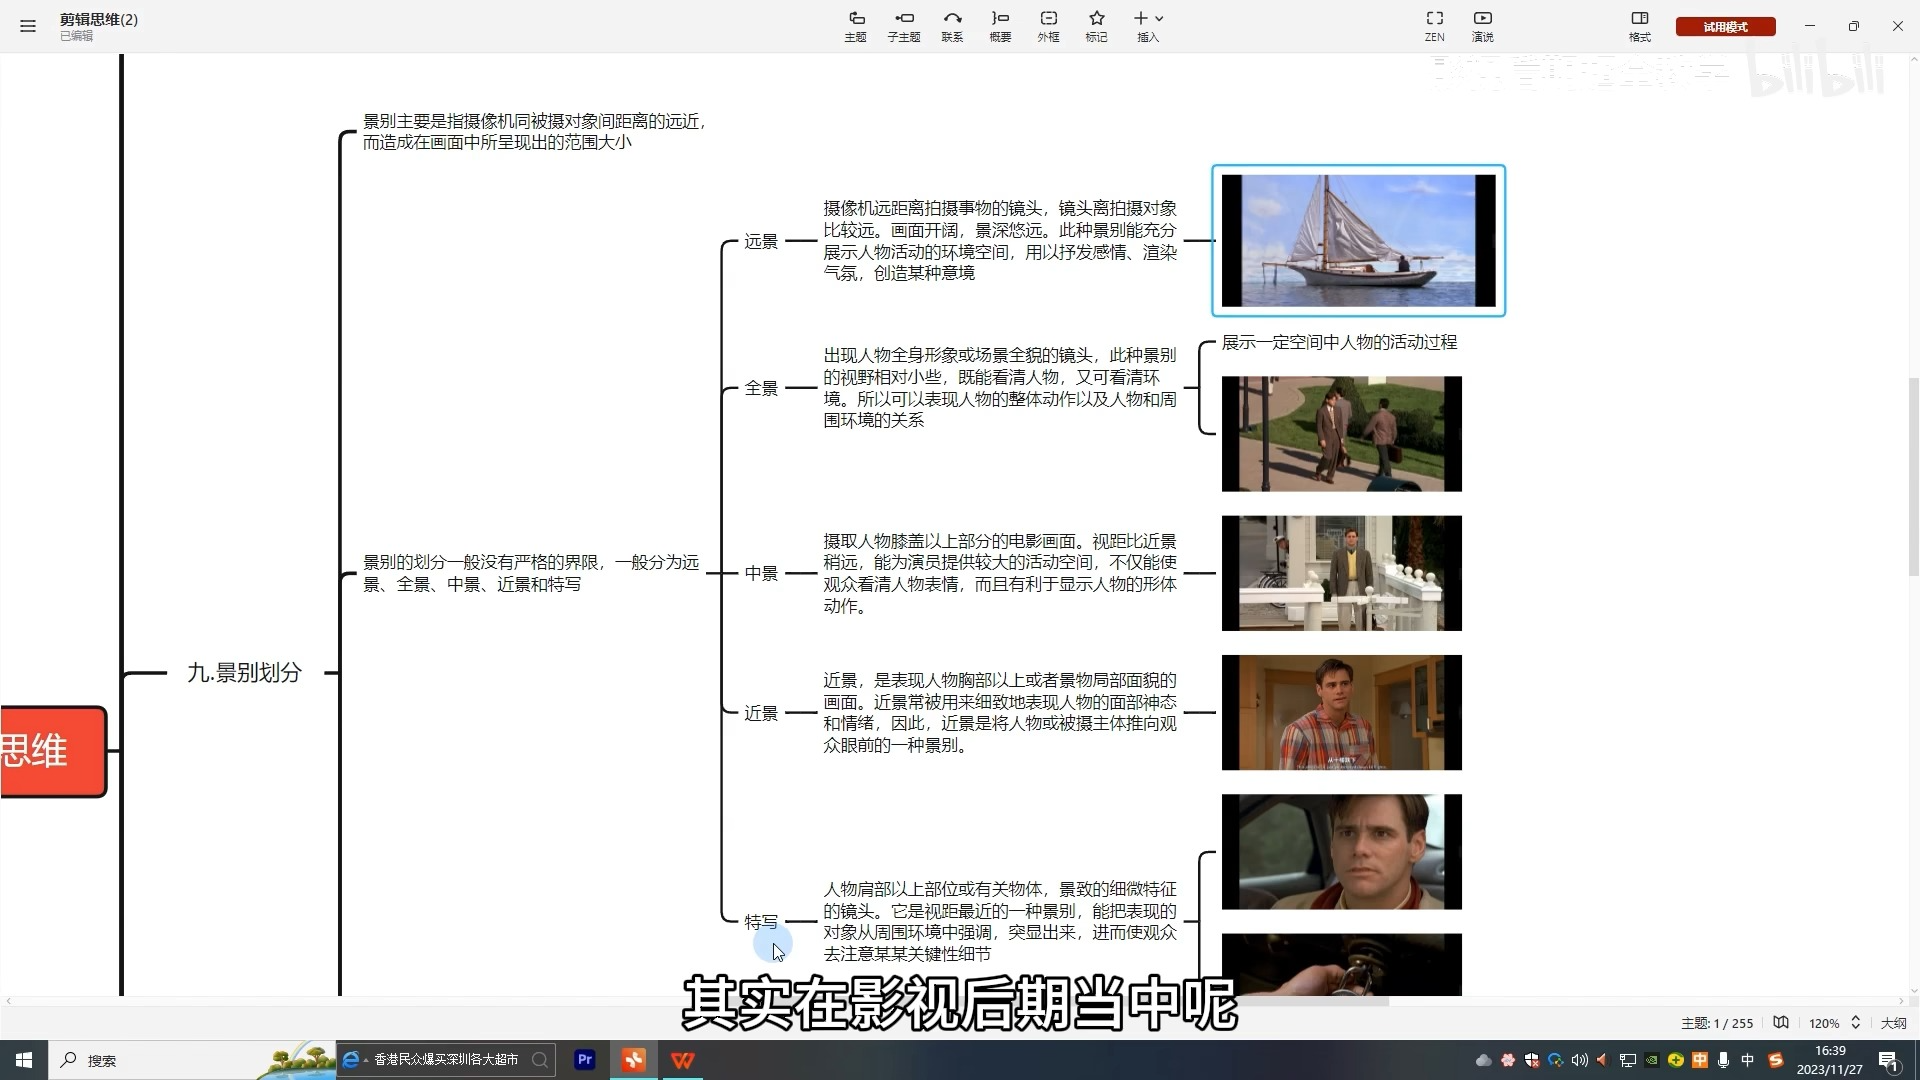 剪辑思维(2)
已编辑
主题
子主题
联系
概要
外框
标记
插入
ZEN
演说
格式
试用模式
bilibili
景别主要是指摄像机同被摄对象间距离的远近，
而造成在画面中所呈现出的范围大小
远景
摄像机远距离拍摄事物的镜头，镜头离拍摄对象
比较远。画面开阔，景深悠远。此种景别能充分
展示人物活动的环境空间，用以抒发感情、渲染
气氛，创造某种意境
全景
出现人物全身形象或场景全貌的镜头，此种景别
的视野相对小些，既能看清人物，又可看清环
境。所以可以表现人物的整体动作以及人物和周
围环境的关系
展示一定空间中人物的活动过程
景别的划分一般没有严格的界限，一般分为远
景、全景、中景、近景和特写
中景
摄取人物膝盖以上部分的电影画面。视距比近景
稍远，能为演员提供较大的活动空间，不仅能使
观众看清人物表情，而且有利于显示人物的形体
动作。
九.景别划分
思维
近景
近景，是表现人物胸部以上或者景物局部面貌的
画面。近景常被用来细致地表现人物的面部神态
和情绪，因此，近景是将人物或被摄主体推向观
众眼前的一种景别。
特写
人物肩部以上部位或有关物体，景致的细微特征
的镜头。它是视距最近的一种景别，能把表现的
对象从周围环境中强调，突显出来，进而使观众
去注意某某关键性细节
其实在影视后期当中呢
主题: 1 / 255
120%
大纲
搜索
香港民众爆买深圳各大超市
Pr
中
中
16:39
2023/11/27
1